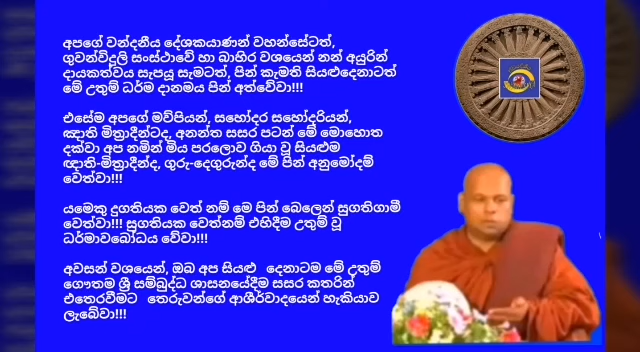 අපගේ වන්දනීය දේශකයාණන් වහන්සේටත්,
ගුවන්විදුලි සංස්ථාවේ හා බාහිර වශයෙන් නන් අයුරින්
දායකත්වය සැපයූ සැමටත්, පින් කැමති සියළුදෙනාටත්
මේ උතුම් ධර්ම දානමය පින් අත්වේවා!!!
එසේම අපගේ මව්පියන්, සහෝදර සහෝදරියන්,
ඤාති මිත්‍රාදීන්ටද, අනන්ත සසර පටන් මේ මොහොත
දක්වා අප නමින් මිය පරලොව ගියා වූ සියළුම
ඥාති-මිත්‍රාදීන්ද, ගුරු-දෙගුරුන්ද මේ පින් අනුමෝදම්
වෙත්වා!!!
යමෙකු දුගතියක වෙත් නම් මෙ පින් බෙලෙන් සුගතිගාමී
වෙත්වා!!! සුගතියක වෙත්නම් එහිදීම උතුම් වූ
ධර්මාවබෝධය වේවා!!!
අවසන් වශයෙන්, ඔබ අප සියළු දෙනාටම මේ උතුම්
ගෞතම ශ්‍රී සම්බුද්ධ ශාසනයේදීම සසර කතරින්
එතෙරවීමට තෙරුවන්ගේ ආශීර්වාදයෙන් හැකියාව
ලැබේවා!!!